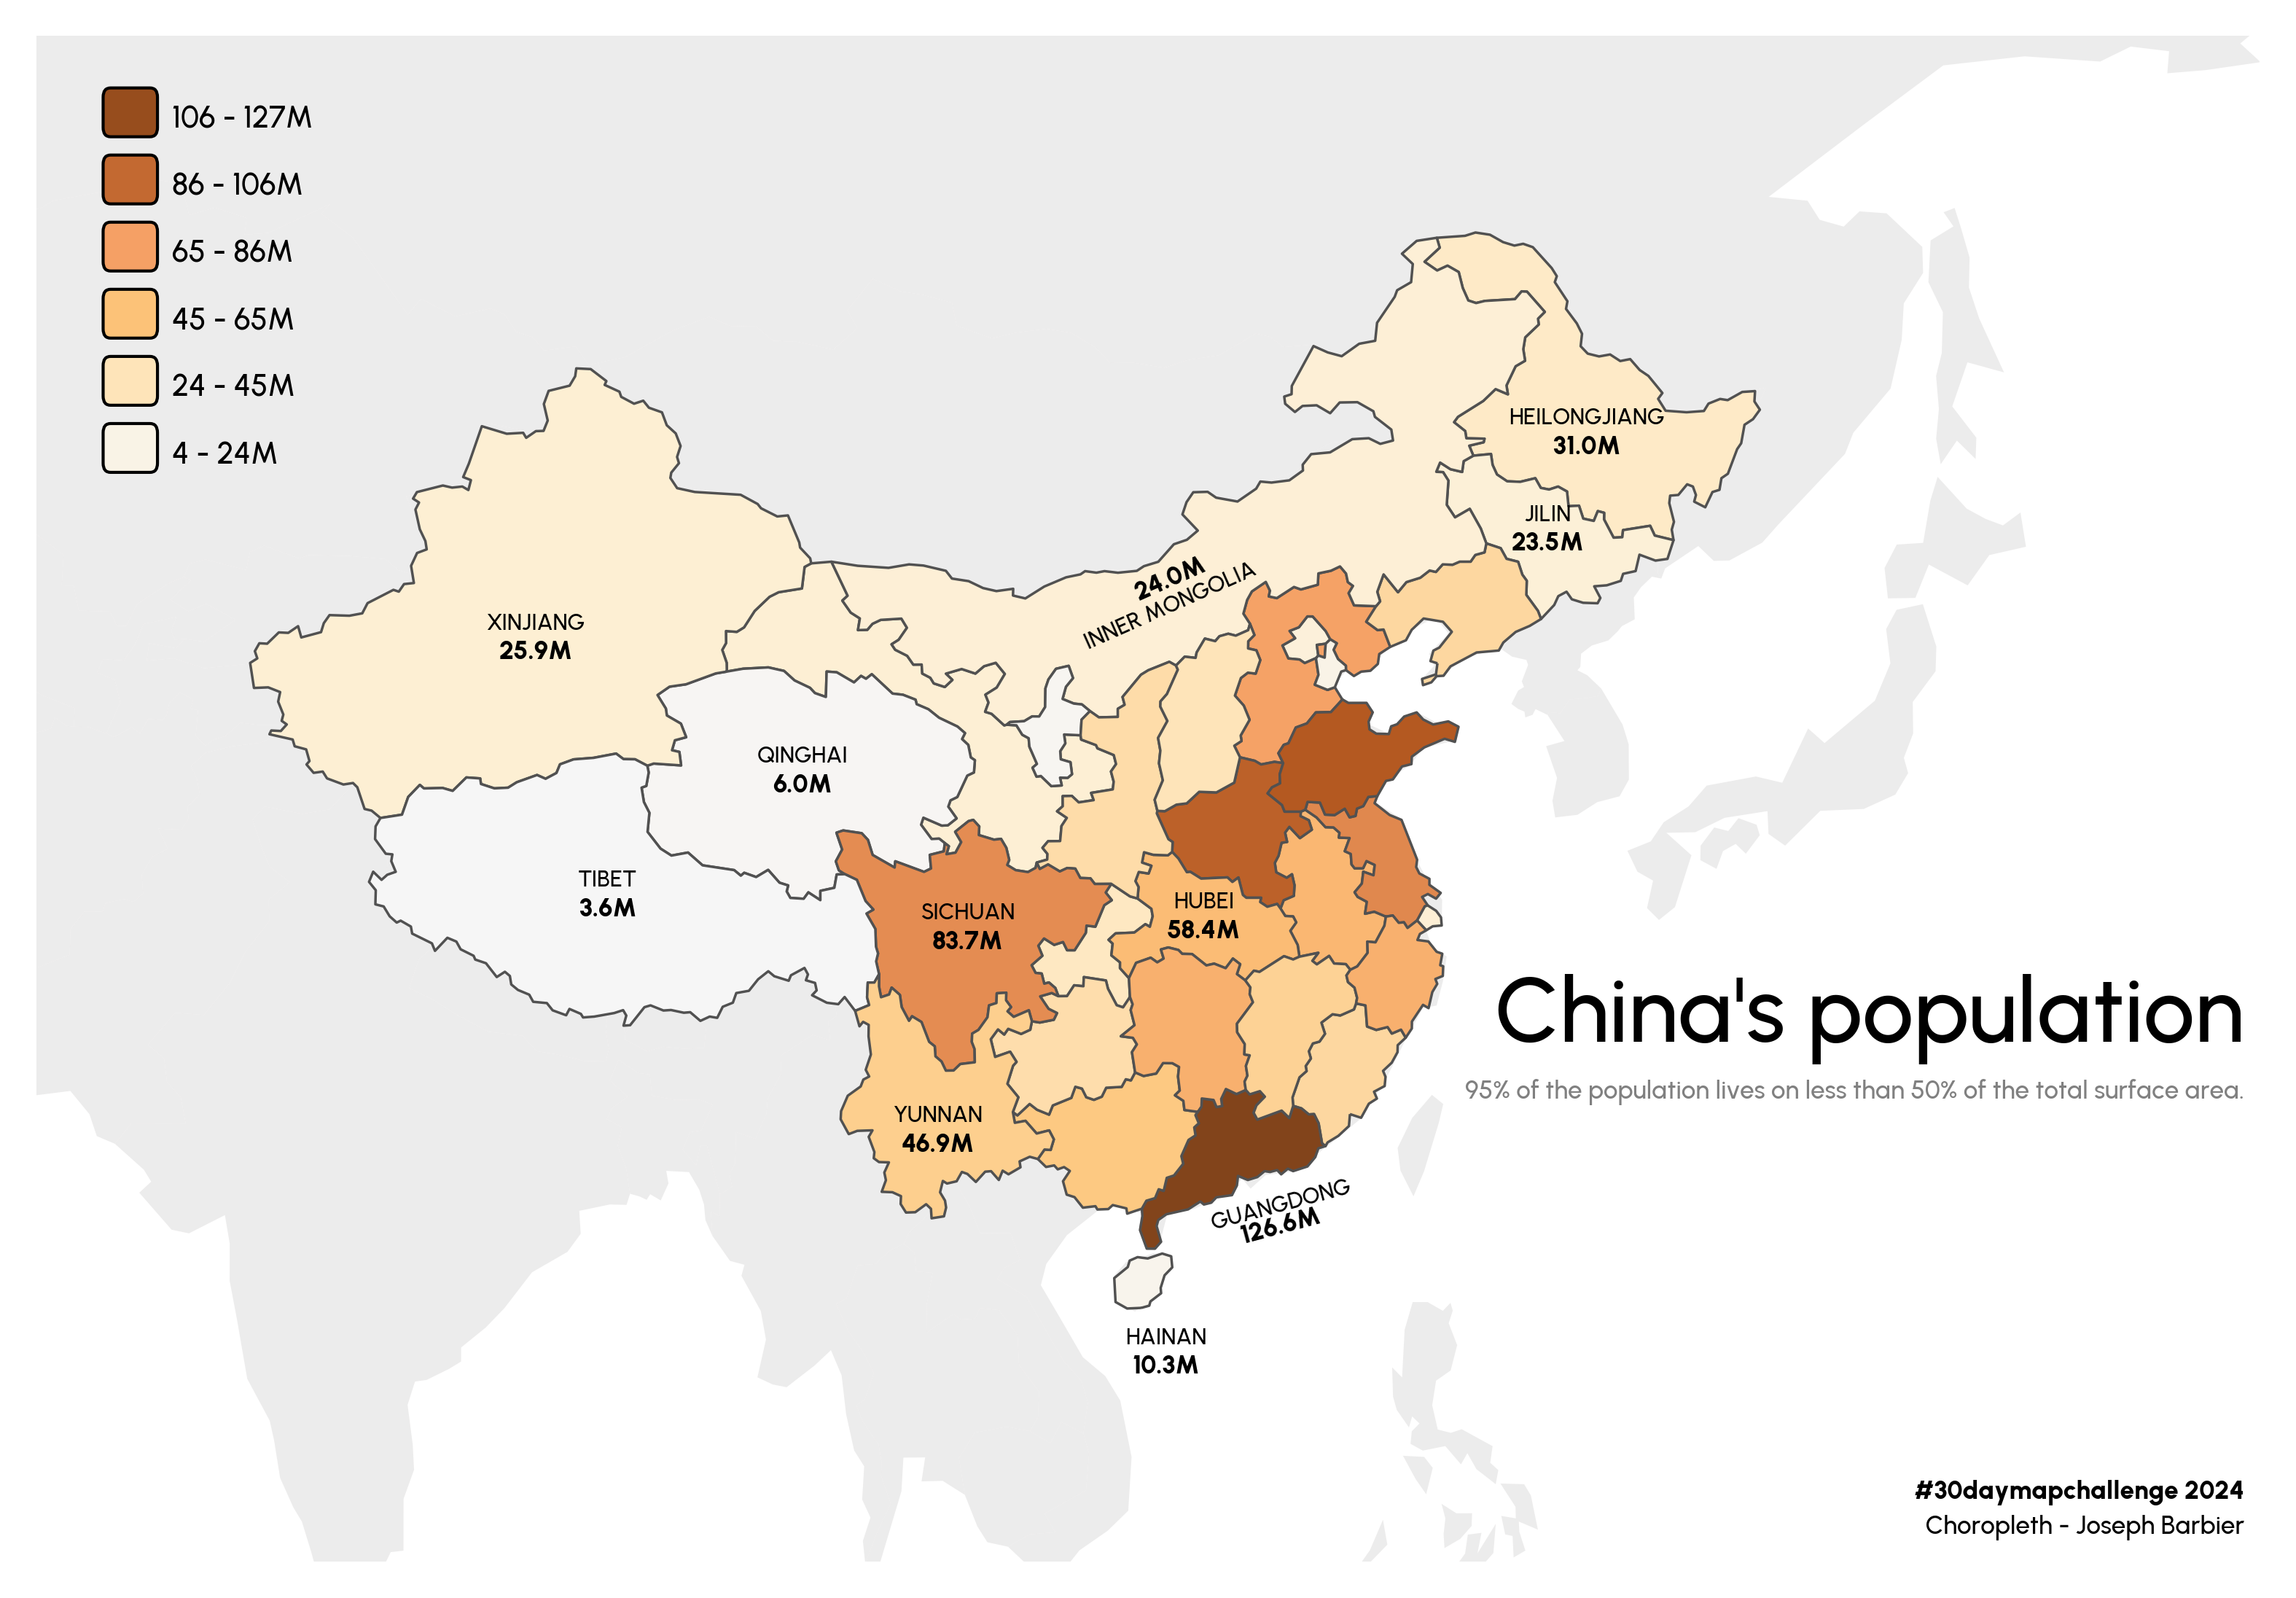 106 - 127M
86 - 106M
65 - 86M
45 - 65M
24 - 45M
4 - 24M
HEILONGJIANG
31.0M
JILIN
23.5M
24.0M
INNER MONGOLIA
XINJIANG
25.9M
QINGHAI
6.0M
TIBET
3.6M
SICHUAN
83.7M
HUBEI
58.4M
YUNNAN
46.9M
GUANGDONG
126.6M
HAINAN
10.3M
China's population
95% of the population lives on less than 50% of the total surface area.
#30daymapchallenge 2024
Choropleth - Joseph Barbier